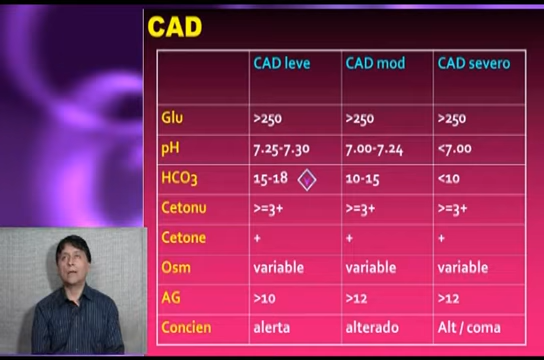 CAD
CAD leve CAD mod CAD severo
Glu >250 >250 >250
pH 7.25-7.30 7.00-7.24 <7.00
HCO3 15-18 10-15 <10
Cetonu >=3+ >=3+ >=3+
Cetone + + +
Osm variable variable variable
AG >10 >12 >12
Concien alerta alterado Alt / coma